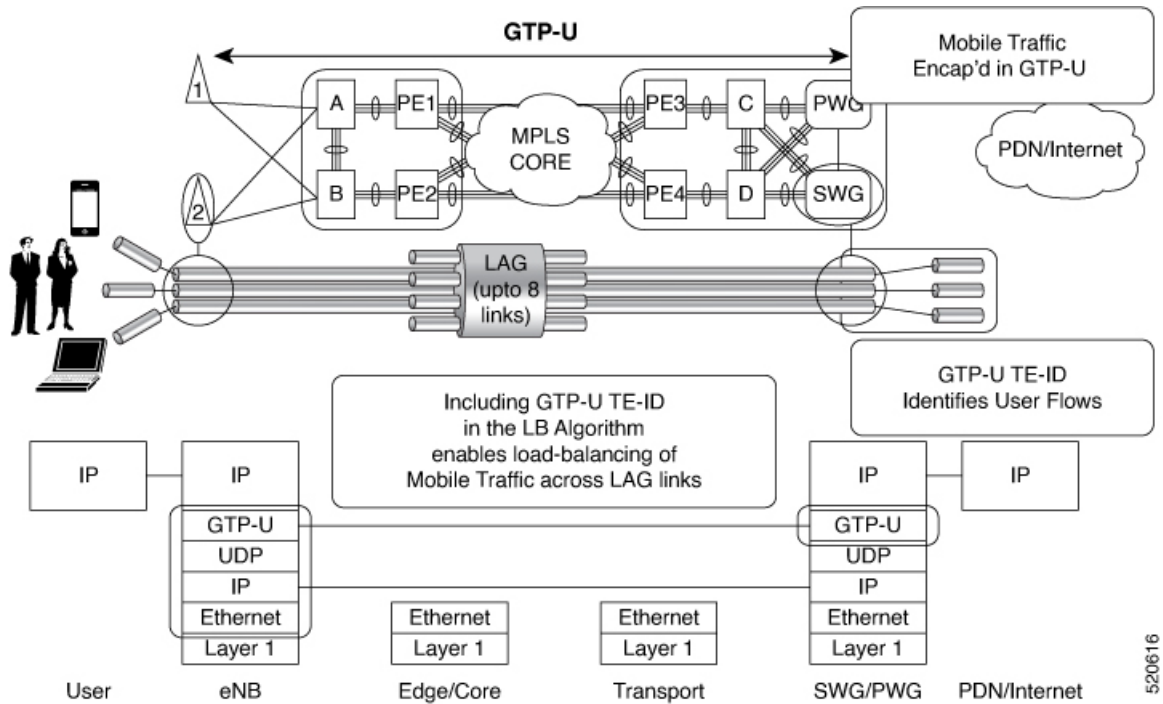 GTP-U
Mobile Traffic
Encap'd in GTP-U
1
A
PE1
PE3
C
PWG
MPLS
CORE
PDN/Internet
2
B
PE2
PE4
D
SWG
LAG
(upto 8
links)
GTP-U TE-ID
Identifies User Flows
Including GTP-U TE-ID
in the LB Algorithm
enables load-balancing of
Mobile Traffic across LAG links
IP
IP
IP
IP
GTP-U
GTP-U
UDP
UDP
IP
IP
Ethernet
Ethernet
Ethernet
Ethernet
Layer 1
Layer 1
Layer 1
Layer 1
User
eNB
Edge/Core
Transport
SWG/PWG
PDN/Internet
520616